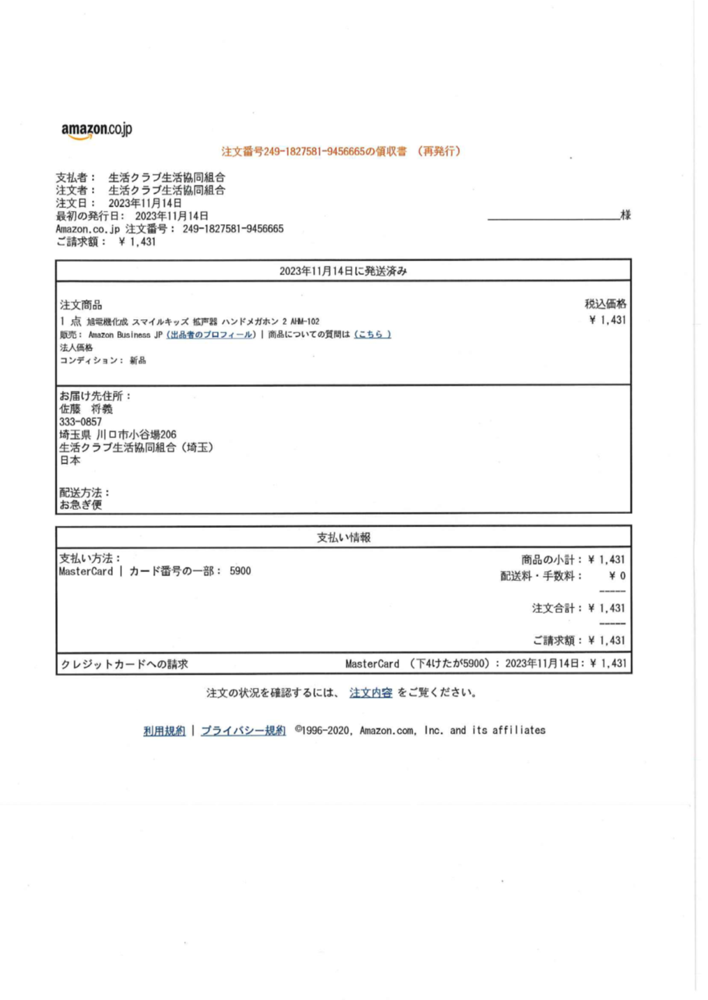 amazon.co.jp
注文番号249-1827581-9456665の領収書 （再発行）
支払者： 生活クラブ生活協同組合
注文者： 生活クラブ生活協同組合
注文日： 2023年11月14日
最初の発行日： 2023年11月14日
様
Amazon.co.jp 注文番号： 249-1827581-9456665
ご請求額： ¥ 1,431
2023年11月14日に発送済み
注文商品 税込価格
1 点 旭電機化成 スマイルキッズ 拡声器 ハンドメガホン 2 AHM-102 ¥ 1,431
販売： Amazon Business JP (出品者のプロフィール) | 商品についての質問は (こちら )
法人価格
コンディション： 新品
お届け先住所：
佐藤 将義
333-0857
埼玉県 川口市小谷場206
生活クラブ生活協同組合（埼玉）
日本
配送方法：
お急ぎ便
支払い情報
支払い方法： 商品の小計：¥ 1,431
MasterCard | カード番号の一部： 5900 配送料・手数料： ¥ 0
-----
注文合計：¥ 1,431
-----
ご請求額：¥ 1,431
クレジットカードへの請求 MasterCard （下4けたが5900）：2023年11月14日：¥ 1,431
注文の状況を確認するには、 注文内容 をご覧ください。
利用規約 | プライバシー規約 ©1996-2020, Amazon.com, Inc. and its affiliates